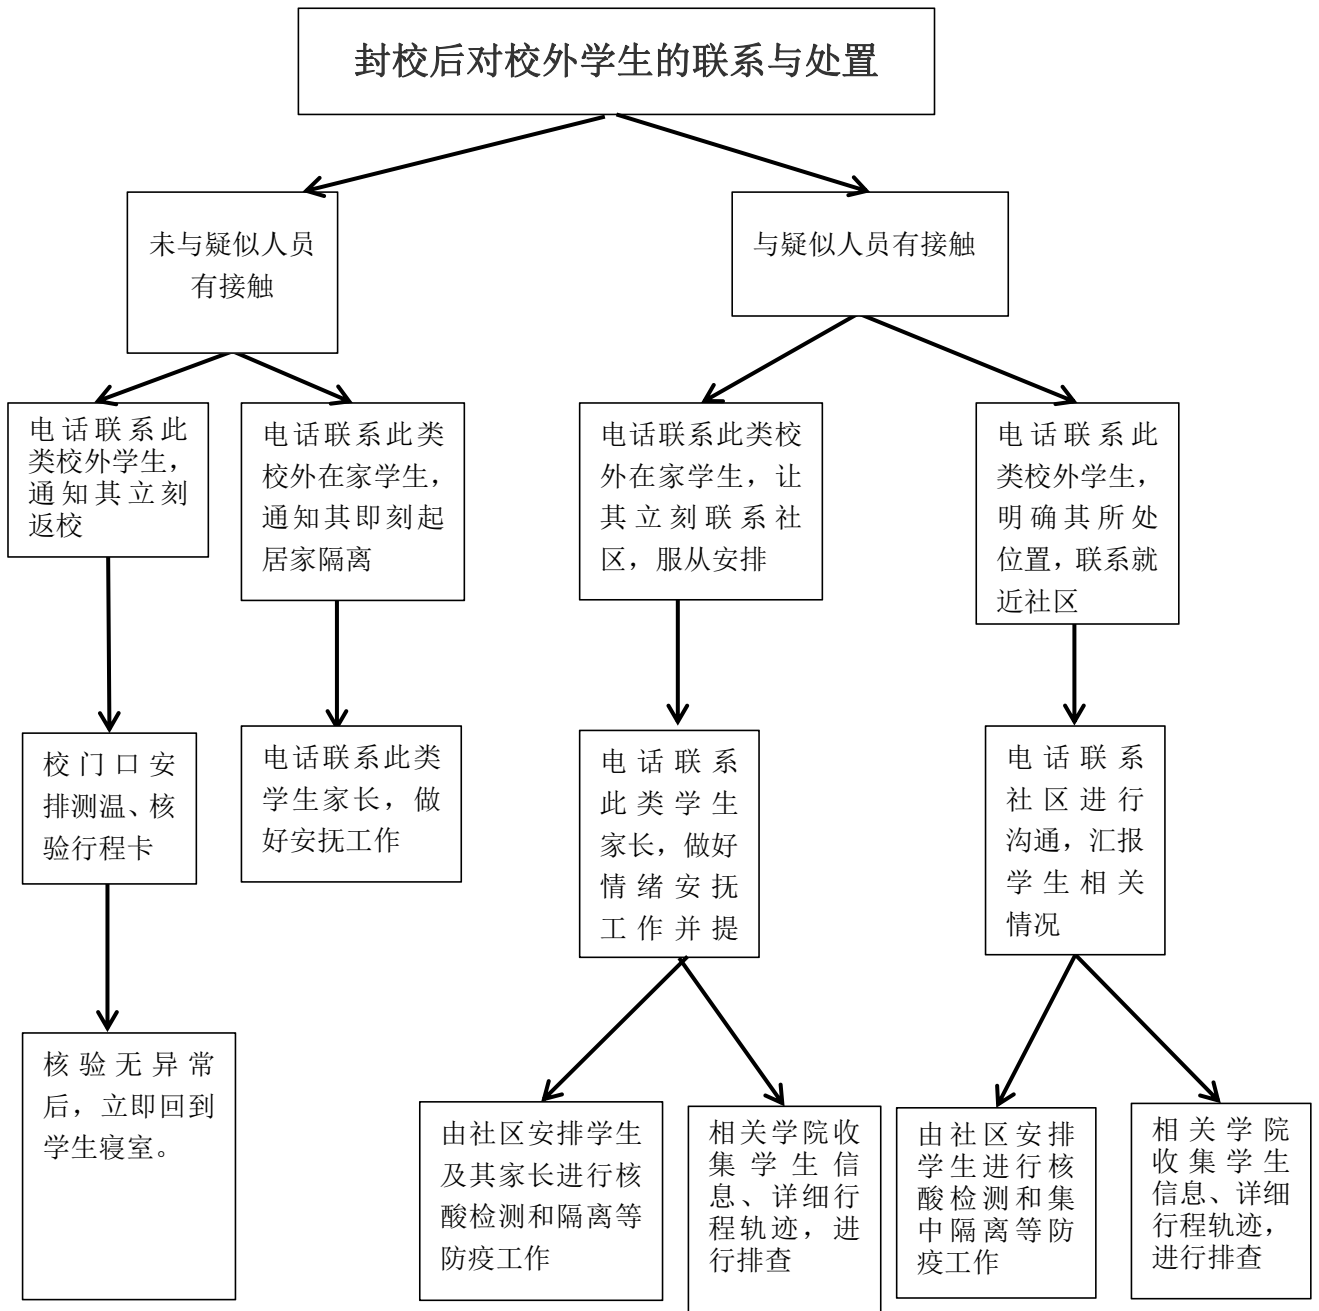 封校后对校外学生的联系与处置
未与疑似人员
有接触
与疑似人员有接触
电话联系此
类校外学生，
通知其立刻
返校
电话联系此类
校外在家学生，
通知其即刻起
居家隔离
电话联系此类校
外在家学生，让
其立刻联系社
区，服从安排
电话联系此
类校外学生，
明确其所处
位置，联系就
近社区
校门口安
排测温、核
验行程卡
电话联系此类
学生家长，做
好安抚工作
电话联系
此类学生
家长，做好
情绪安抚
工作并提
电话联系
社区进行
沟通，汇报
学生相关
情况
核验无异常
后，立即回到
学生寝室。
由社区安排学生
及其家长进行核
酸检测和隔离等
防疫工作
相关学院收
集学生信
息、详细行
程轨迹，进
行排查
由社区安排
学生进行核
酸检测和集
中隔离等防
疫工作
相关学院
收集学生
信息、详细
行程轨迹，
进行排查